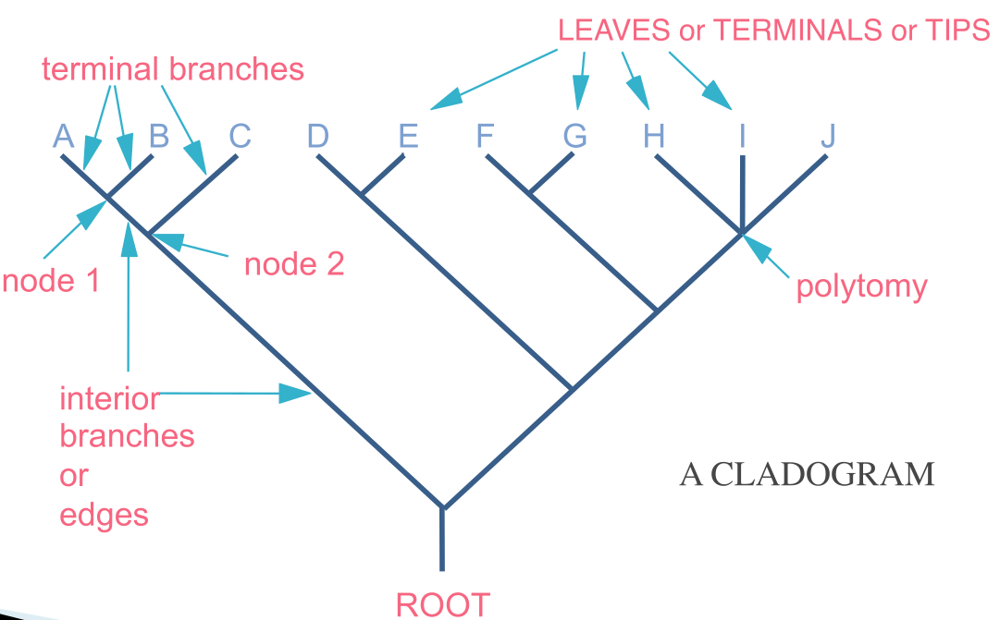 LEAVES or TERMINALS or TIPS
terminal branches
A B C D E F G H I J
node 1
node 2
polytomy
interior
branches
or
edges
A CLADOGRAM
ROOT